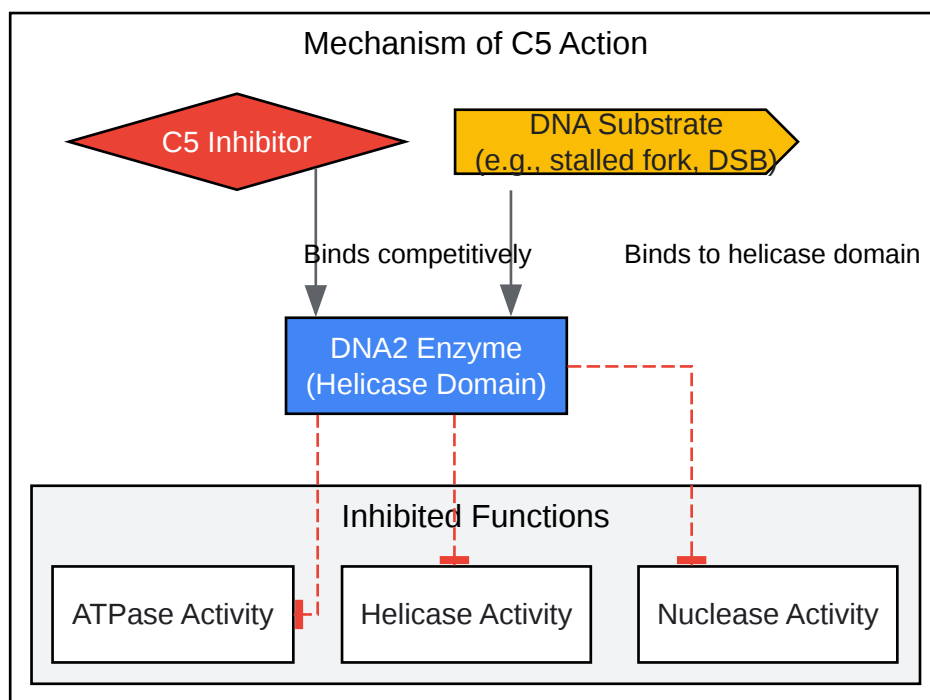 Mechanism of C5 Action
C5 Inhibitor
DNA Substrate
(e.g., stalled fork, DSB)
Binds competitively
Binds to helicase domain
DNA2 Enzyme
(Helicase Domain)
Inhibited Functions
ATPase Activity
Helicase Activity
Nuclease Activity